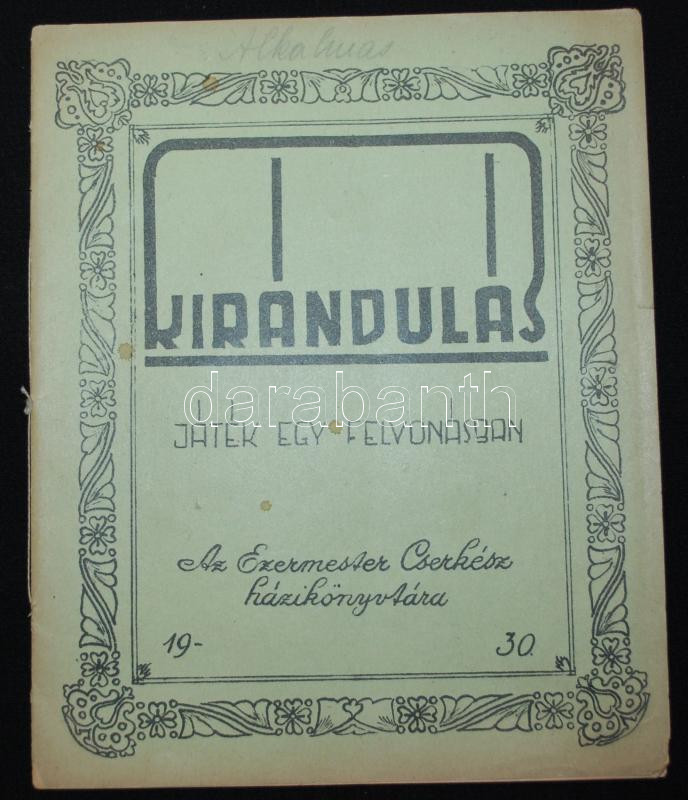 Alkalmas
KIRÁNDULÁS
darabanth
JÁTÉK EGY FELVONÁSBAN
Az Ezermester Cserkész
házikönyvtára
19- 30.